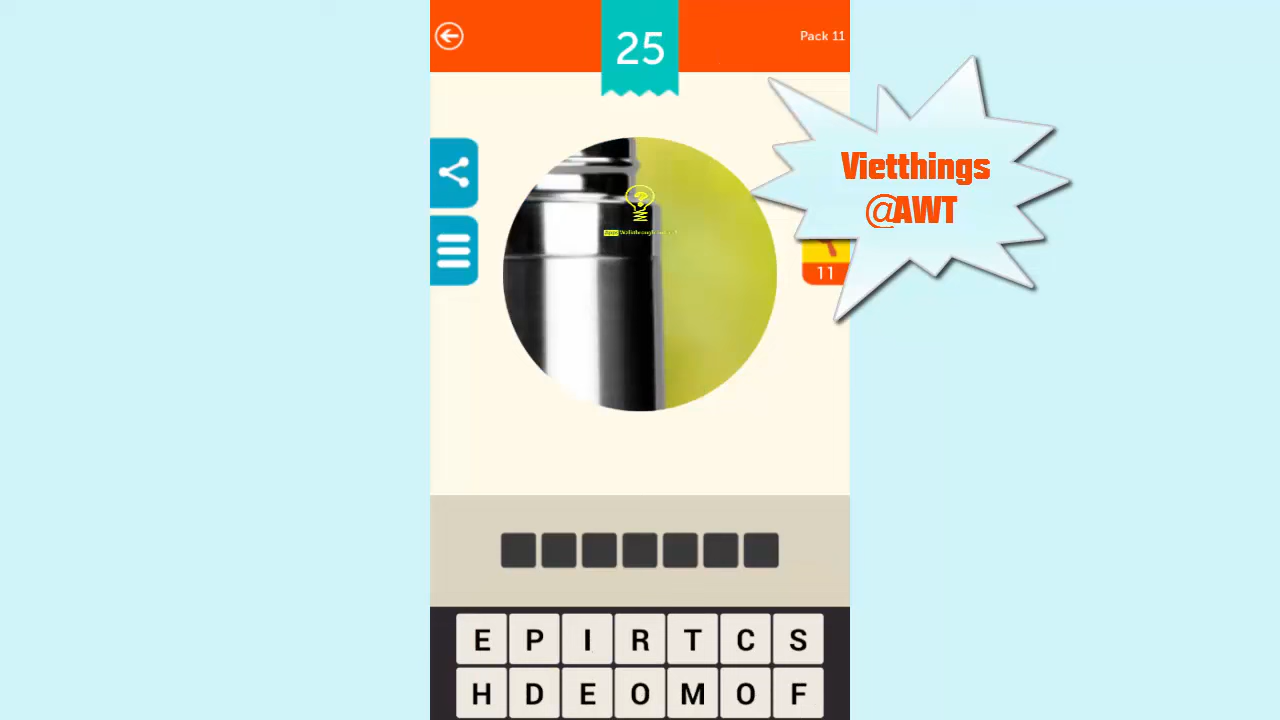 25
Pack 11
Vietthings
@AWT
11
E P I R T C S
H D E O M O F